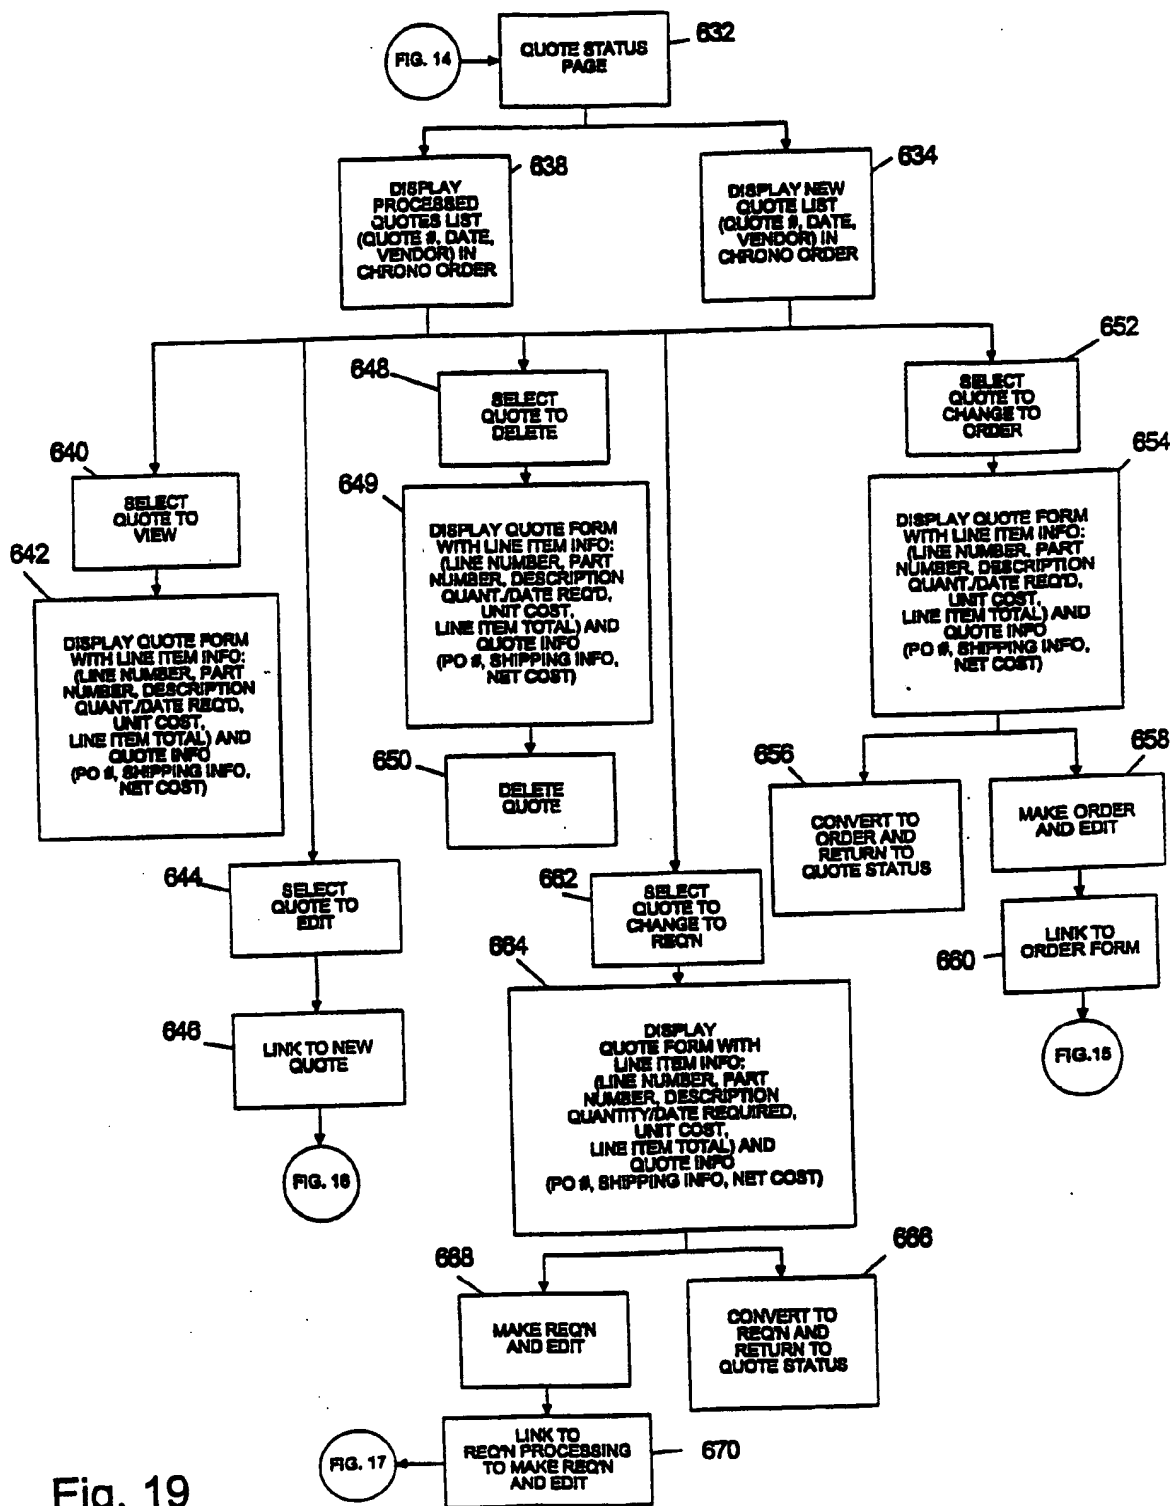 632
FIG. 14
QUOTE STATUS
PAGE
638
634
DISPLAY
PROCESSED
QUOTES LIST
(QUOTE #, DATE,
VENDOR) IN
CHRONO ORDER
DISPLAY NEW
QUOTE LIST
(QUOTE #, DATE,
VENDOR) IN
CHRONO ORDER
652
648
SELECT
QUOTE TO
DELETE
SELECT
QUOTE TO
CHANGE TO
ORDER
640
654
649
SELECT
QUOTE TO
VIEW
642
DISPLAY QUOTE FORM
WITH LINE ITEM INFO:
(LINE NUMBER, PART
NUMBER, DESCRIPTION
QUANT./DATE REQ'D,
UNIT COST,
LINE ITEM TOTAL) AND
QUOTE INFO
(PO #, SHIPPING INFO,
NET COST)
DISPLAY QUOTE FORM
WITH LINE ITEM INFO:
(LINE NUMBER, PART
NUMBER, DESCRIPTION
QUANT./DATE REQ'D,
UNIT COST,
LINE ITEM TOTAL) AND
QUOTE INFO
(PO #, SHIPPING INFO,
NET COST)
DISPLAY QUOTE FORM
WITH LINE ITEM INFO:
(LINE NUMBER, PART
NUMBER, DESCRIPTION
QUANT./DATE REQ'D,
UNIT COST,
LINE ITEM TOTAL) AND
QUOTE INFO
(PO #, SHIPPING INFO,
NET COST)
650
656
658
DELETE
QUOTE
CONVERT TO
ORDER AND
RETURN TO
QUOTE STATUS
MAKE ORDER
AND EDIT
644
SELECT
QUOTE TO
EDIT
662
SELECT
QUOTE TO
CHANGE TO
REQ'N
660
LINK TO
ORDER FORM
664
646
LINK TO NEW
QUOTE
DISPLAY
QUOTE FORM WITH
LINE ITEM INFO:
(LINE NUMBER, PART
NUMBER, DESCRIPTION
QUANTITY/DATE REQUIRED,
UNIT COST,
LINE ITEM TOTAL) AND
QUOTE INFO
(PO #, SHIPPING INFO, NET COST)
FIG.15
FIG. 16
668
666
MAKE REQ'N
AND EDIT
CONVERT TO
REQ'N AND
RETURN TO
QUOTE STATUS
FIG. 17
LINK TO
REQ'N PROCESSING
TO MAKE REQ'N
AND EDIT
670
Fig. 19